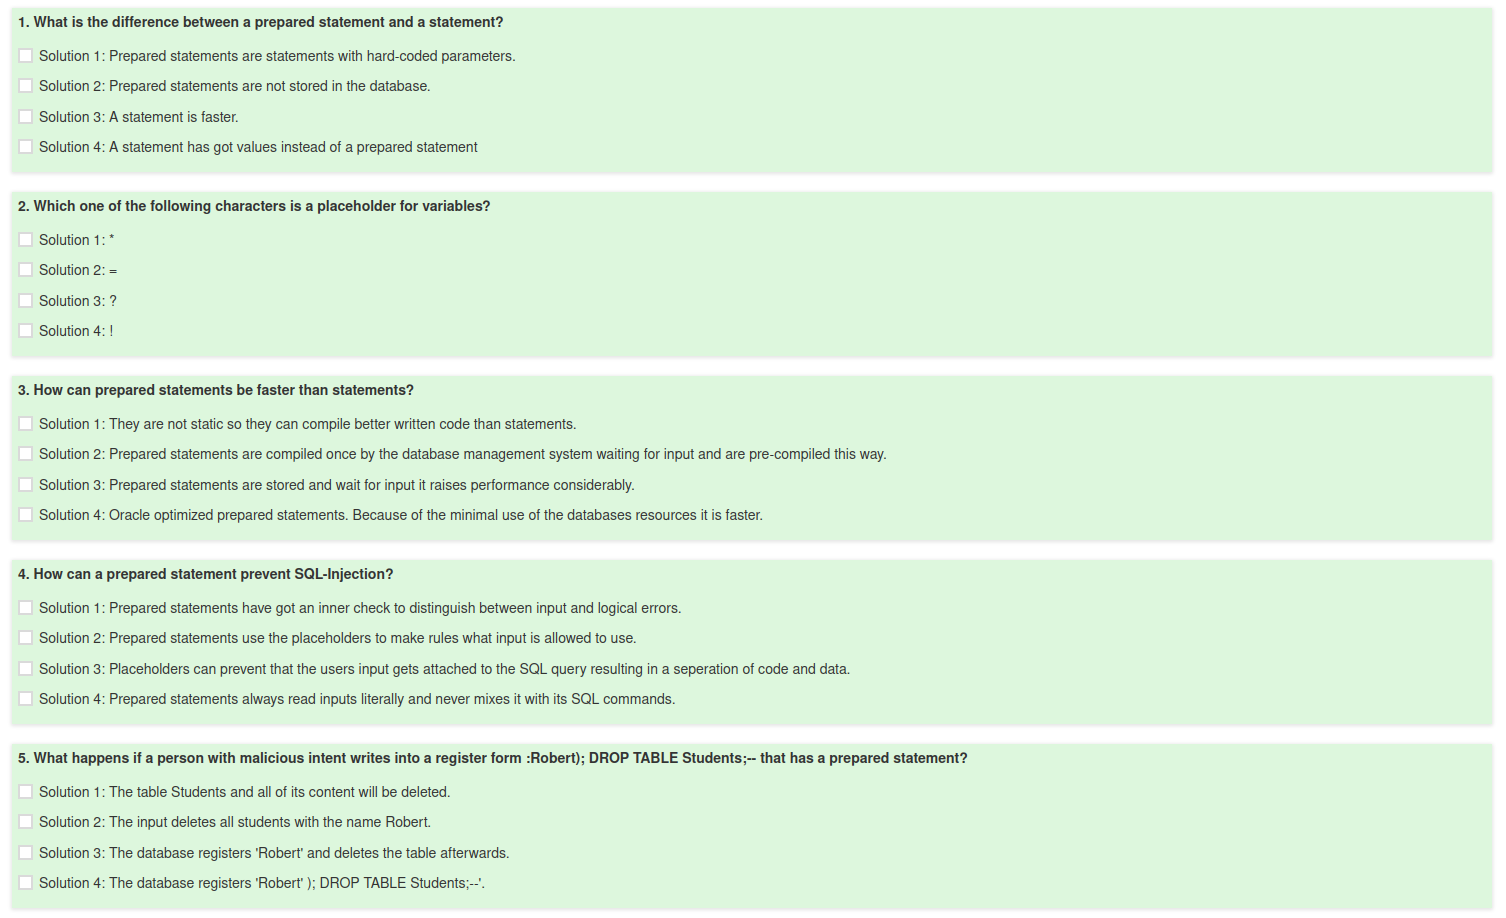 1. What is the difference between a prepared statement and a statement?
Solution 1: Prepared statements are statements with hard-coded parameters.
Solution 2: Prepared statements are not stored in the database.
Solution 3: A statement is faster.
Solution 4: A statement has got values instead of a prepared statement
2. Which one of the following characters is a placeholder for variables?
Solution 1: *
Solution 2: =
Solution 3: ?
Solution 4: !
3. How can prepared statements be faster than statements?
Solution 1: They are not static so they can compile better written code than statements.
Solution 2: Prepared statements are compiled once by the database management system waiting for input and are pre-compiled this way.
Solution 3: Prepared statements are stored and wait for input it raises performance considerably.
Solution 4: Oracle optimized prepared statements. Because of the minimal use of the databases resources it is faster.
4. How can a prepared statement prevent SQL-Injection?
Solution 1: Prepared statements have got an inner check to distinguish between input and logical errors.
Solution 2: Prepared statements use the placeholders to make rules what input is allowed to use.
Solution 3: Placeholders can prevent that the users input gets attached to the SQL query resulting in a seperation of code and data.
Solution 4: Prepared statements always read inputs literally and never mixes it with its SQL commands.
5. What happens if a person with malicious intent writes into a register form :Robert); DROP TABLE Students;-- that has a prepared statement?
Solution 1: The table Students and all of its content will be deleted.
Solution 2: The input deletes all students with the name Robert.
Solution 3: The database registers 'Robert' and deletes the table afterwards.
Solution 4: The database registers 'Robert' ); DROP TABLE Students;--'.